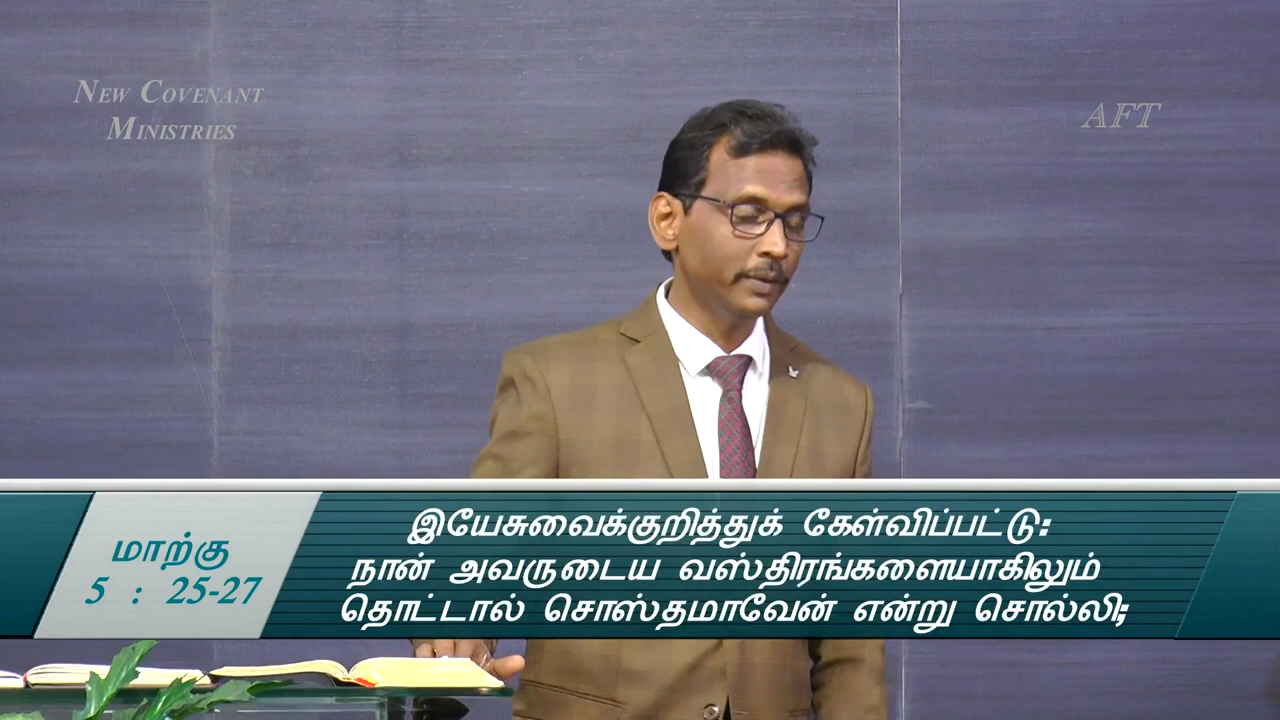 NEW COVENANT
MINISTRIES
AFT
மாற்கு
5 : 25-27
இயேசுவைக்குறித்துக் கேள்விப்பட்டு:
நான் அவருடைய வஸ்திரங்களையாகிலும்
தொட்டால் சொஸ்தமாவேன் என்று சொல்லி;